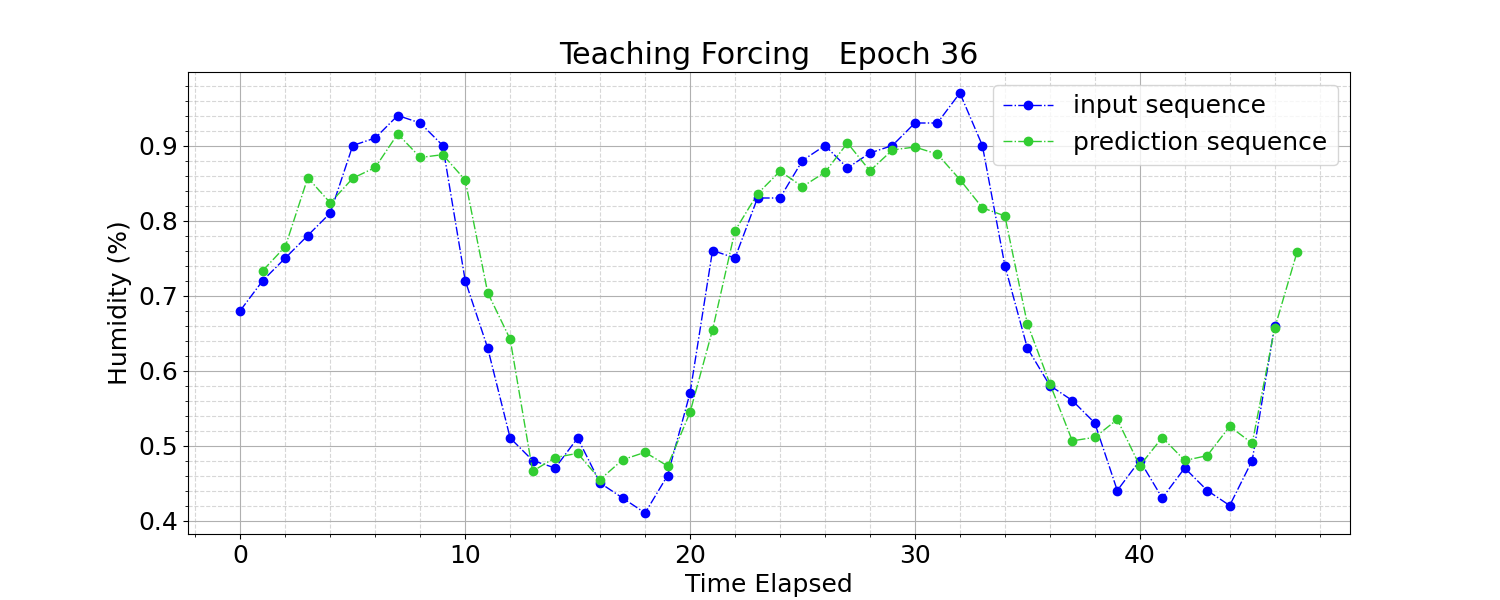 Teaching Forcing   Epoch 36
input sequence
prediction sequence
Humidity (%)
0.9
0.8
0.7
0.6
0.5
0.4
0 10 20 30 40
Time Elapsed